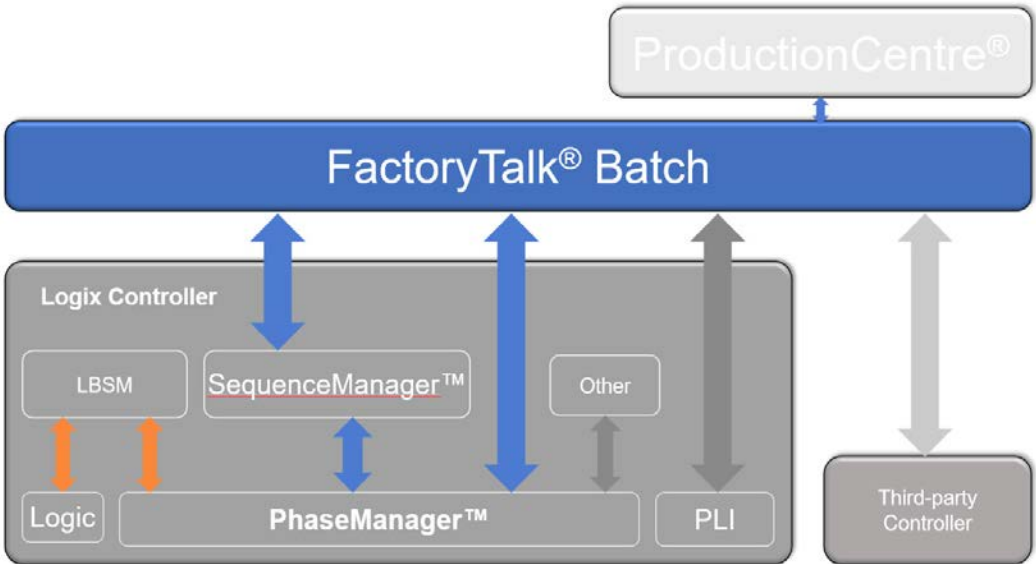 ProductionCentre®
FactoryTalk® Batch
Logix Controller
LBSM
SequenceManager™
Other
Logic
PhaseManager™
PLI
Third-party
Controller